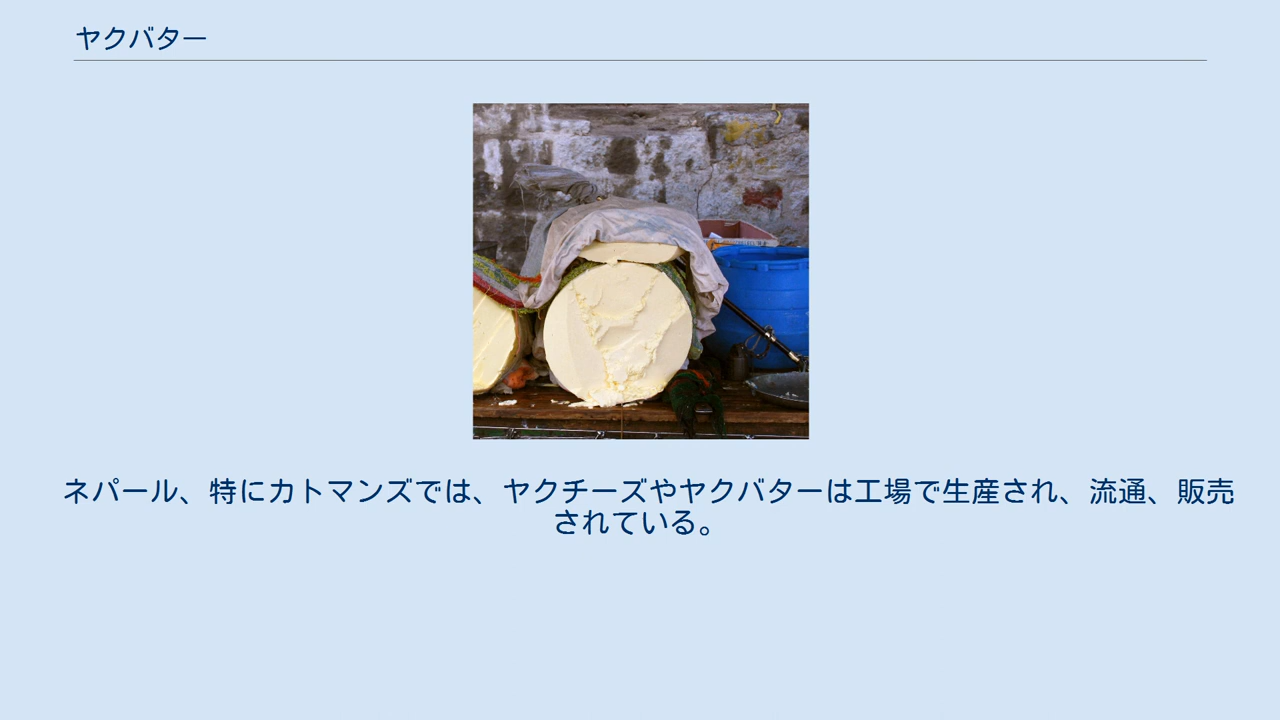 ヤクバター
ネパール、特にカトマンズでは、ヤクチーズやヤクバターは工場で生産され、流通、販売
されている。